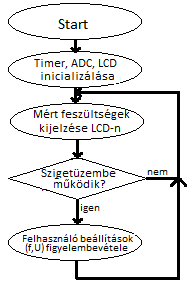 Start
Timer, ADC, LCD
inicializálása
Mért feszültségek
kijelzése LCD-n
Szigetüzembe
működik?
nem
igen
Felhasználó beállítások
(f,U) figyelembevétele